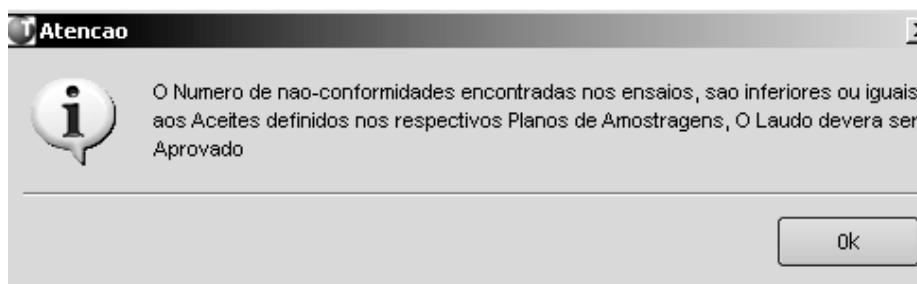 Atencao
O Numero de nao-conformidades encontradas nos ensaios, sao inferiores ou iguais
aos Aceites definidos nos respectivos Planos de Amostragens, O Laudo devera ser
Aprovado
Ok